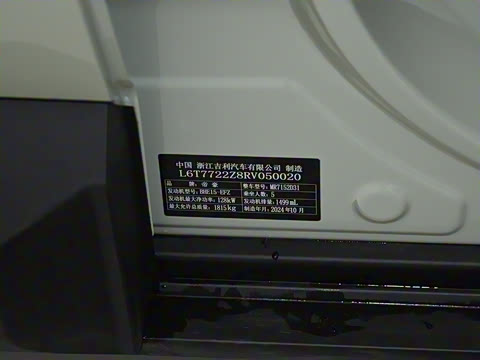 中国 浙江吉利汽车有限公司 制造
L6T7722Z8RV050020
品 牌: 帝豪 整车型号: MR7152D31
发动机型号: BHE15-EFZ 乘坐人数: 5
发动机最大净功率: 128kW 发动机排量: 1499mL
最大允许总质量: 1815kg 制造年月: 2024年10月